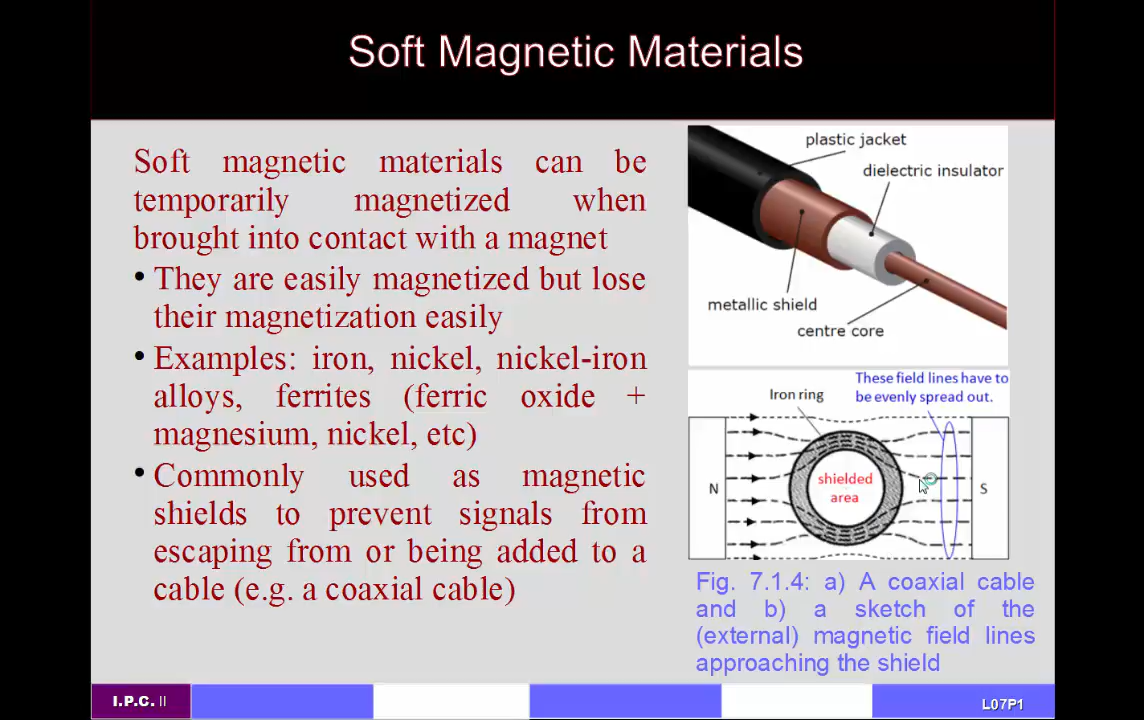 Soft Magnetic Materials
Soft magnetic materials can be
temporarily magnetized when
brought into contact with a magnet
• They are easily magnetized but lose
their magnetization easily
• Examples: iron, nickel, nickel-iron
alloys, ferrites (ferric oxide +
magnesium, nickel, etc)
• Commonly used as magnetic
shields to prevent signals from
escaping from or being added to a
cable (e.g. a coaxial cable)
plastic jacket
dielectric insulator
metallic shield
centre core
These field lines have to
be evenly spread out.
Iron ring
N
shielded
area
S
Fig. 7.1.4: a) A coaxial cable
and b) a sketch of the
(external) magnetic field lines
approaching the shield
I.P.C. II
L07P1